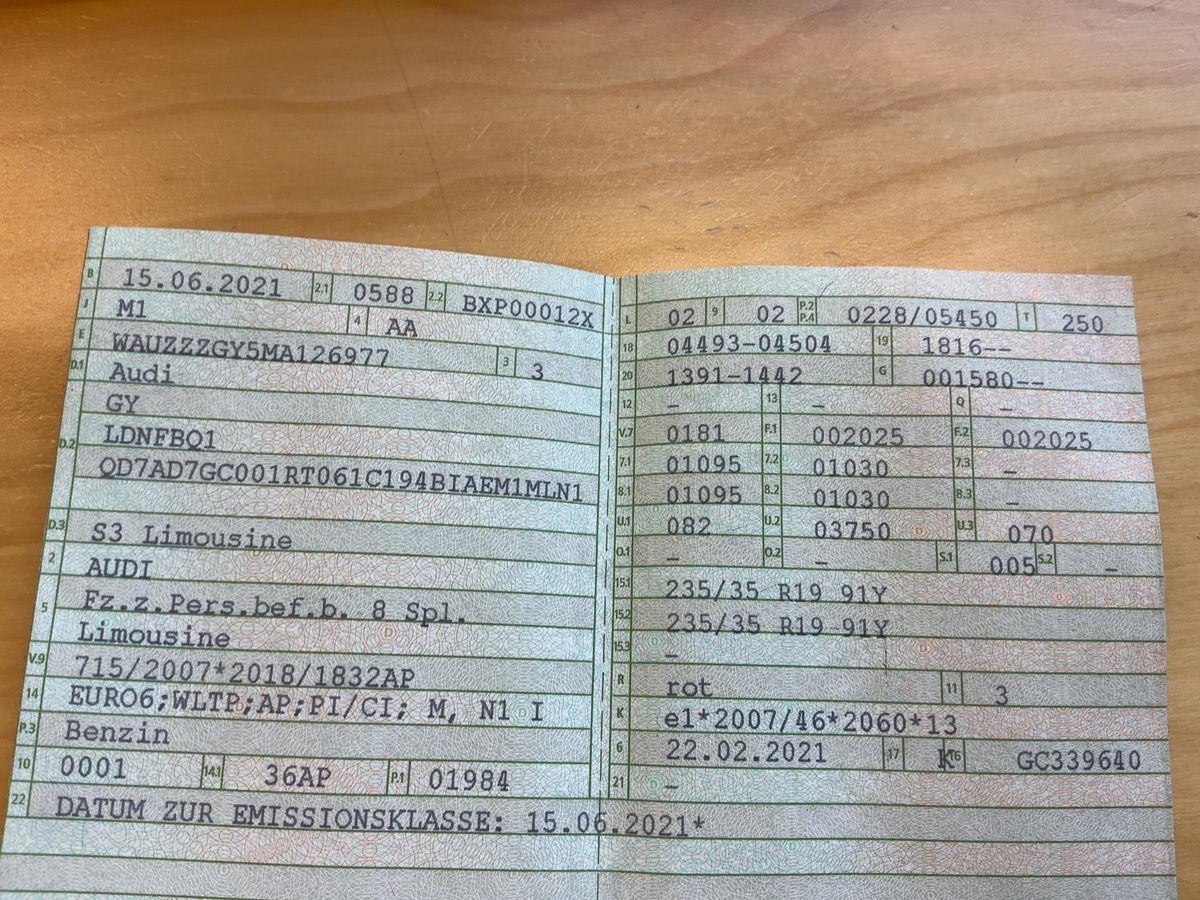 B 15.06.2021 2.1 0588 2.2 BXP00012X
J M1 4 AA
E WAUZZZGY5MA126977 3 3
D.1 Audi
GY
D.2 LDNFBQ1
QD7AD7GC001RT061C194BIAEM1MLN1
D.3 S3 Limousine
2 AUDI
5 Fz.z.Pers.bef.b. 8 Spl.
Limousine
V.9 715/2007*2018/1832AP
14 EURO6;WLTP;AP;PI/CI; M, N1 I
P.3 Benzin
10 0001 14.1 36AP P.1 01984
22 DATUM ZUR EMISSIONSKLASSE: 15.06.2021*
L 02 9 02 P.2 P.4 0228/05450 T 250
18 04493-04504 19 1816--
20 1391-1442 G 001580--
12 - 13 - Q -
V.7 0181 F.1 002025 F.2 002025
7.1 01095 7.2 01030 7.3 -
8.1 01095 8.2 01030 8.3 -
U.1 082 U.2 03750 U.3 070
O.1 - O.2 - S.1 005 S.2 -
15.1 235/35 R19 91Y
15.2 235/35 R19 91Y
15.3 -
R rot 11 3
K e1*2007/46*2060*13
6 22.02.2021 17 K 16 GC339640
21 -